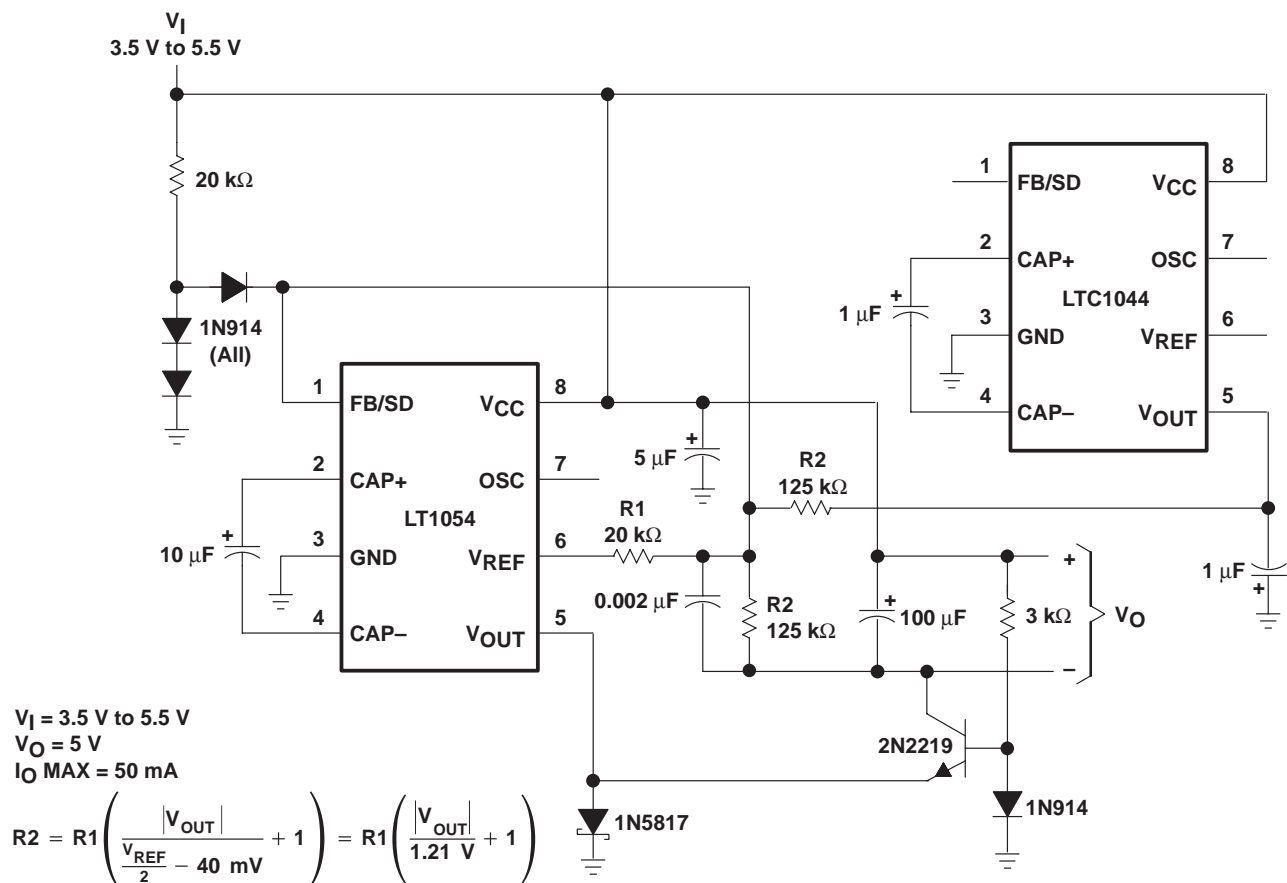 VI
3.5 V to 5.5 V
20 kΩ
1N914
(All)
1 FB/SD
2 CAP+
3 GND
4 CAP–
VCC 8
OSC 7
VREF 6
VOUT 5
LT1054
10 μF
+
5 μF
+
R1
20 kΩ
0.002 μF
R2
125 kΩ
R2
125 kΩ
100 μF
+
3 kΩ
+
–
VO
1 FB/SD
2 CAP+
3 GND
4 CAP–
VCC 8
OSC 7
VREF 6
VOUT 5
LTC1044
1 μF
+
1 μF
+
2N2219
1N914
1N5817
VI = 3.5 V to 5.5 V
VO = 5 V
IO MAX = 50 mA
R2 = R1 ( |VOUT| / (VREF/2 – 40 mV) + 1 ) = R1 ( |VOUT| / 1.21 V + 1 )